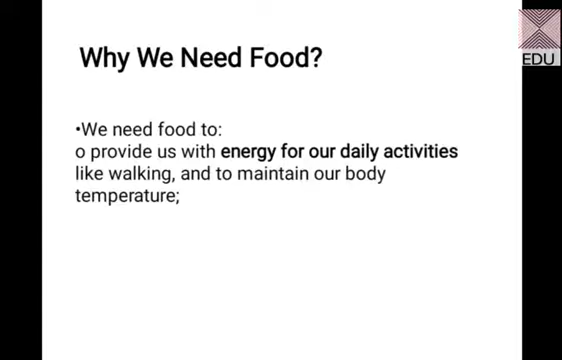 Why We Need Food?
EDU
•We need food to:
o provide us with energy for our daily activities
like walking, and to maintain our body
temperature;